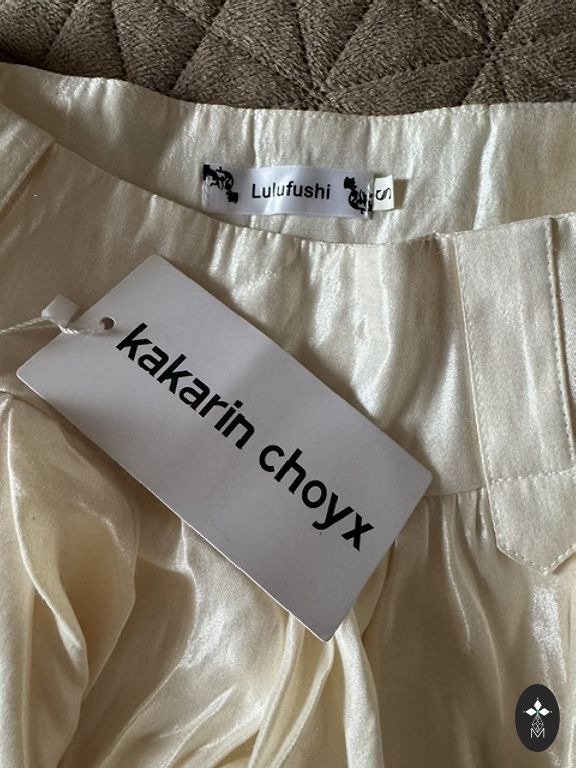 Lulufushi
S
kakarin choyx
M